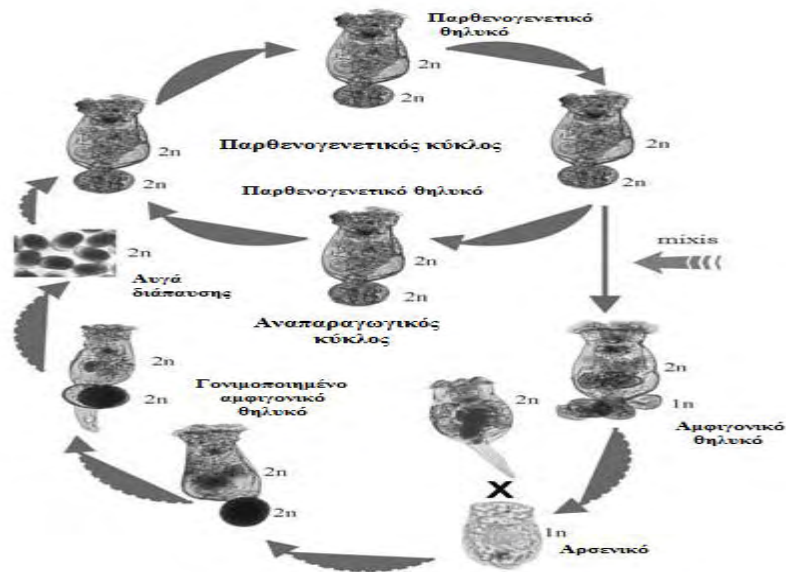 Παρθενογενετικό
θηλυκό
2n
2n
2n
2n
2n
2n
Παρθενογενετικός κύκλος
Παρθενογενετικό θηλυκό
2n
2n
mixis
2n
Αυγά
διάπαυσης
Αναπαραγωγικός
κύκλος
2n
2n
Γονιμοποιημένο
αμφιγονικό
θηλυκό
2n
2n
2n
X
1n
Αρσενικό
2n
1n
Αμφιγονικό
θηλυκό